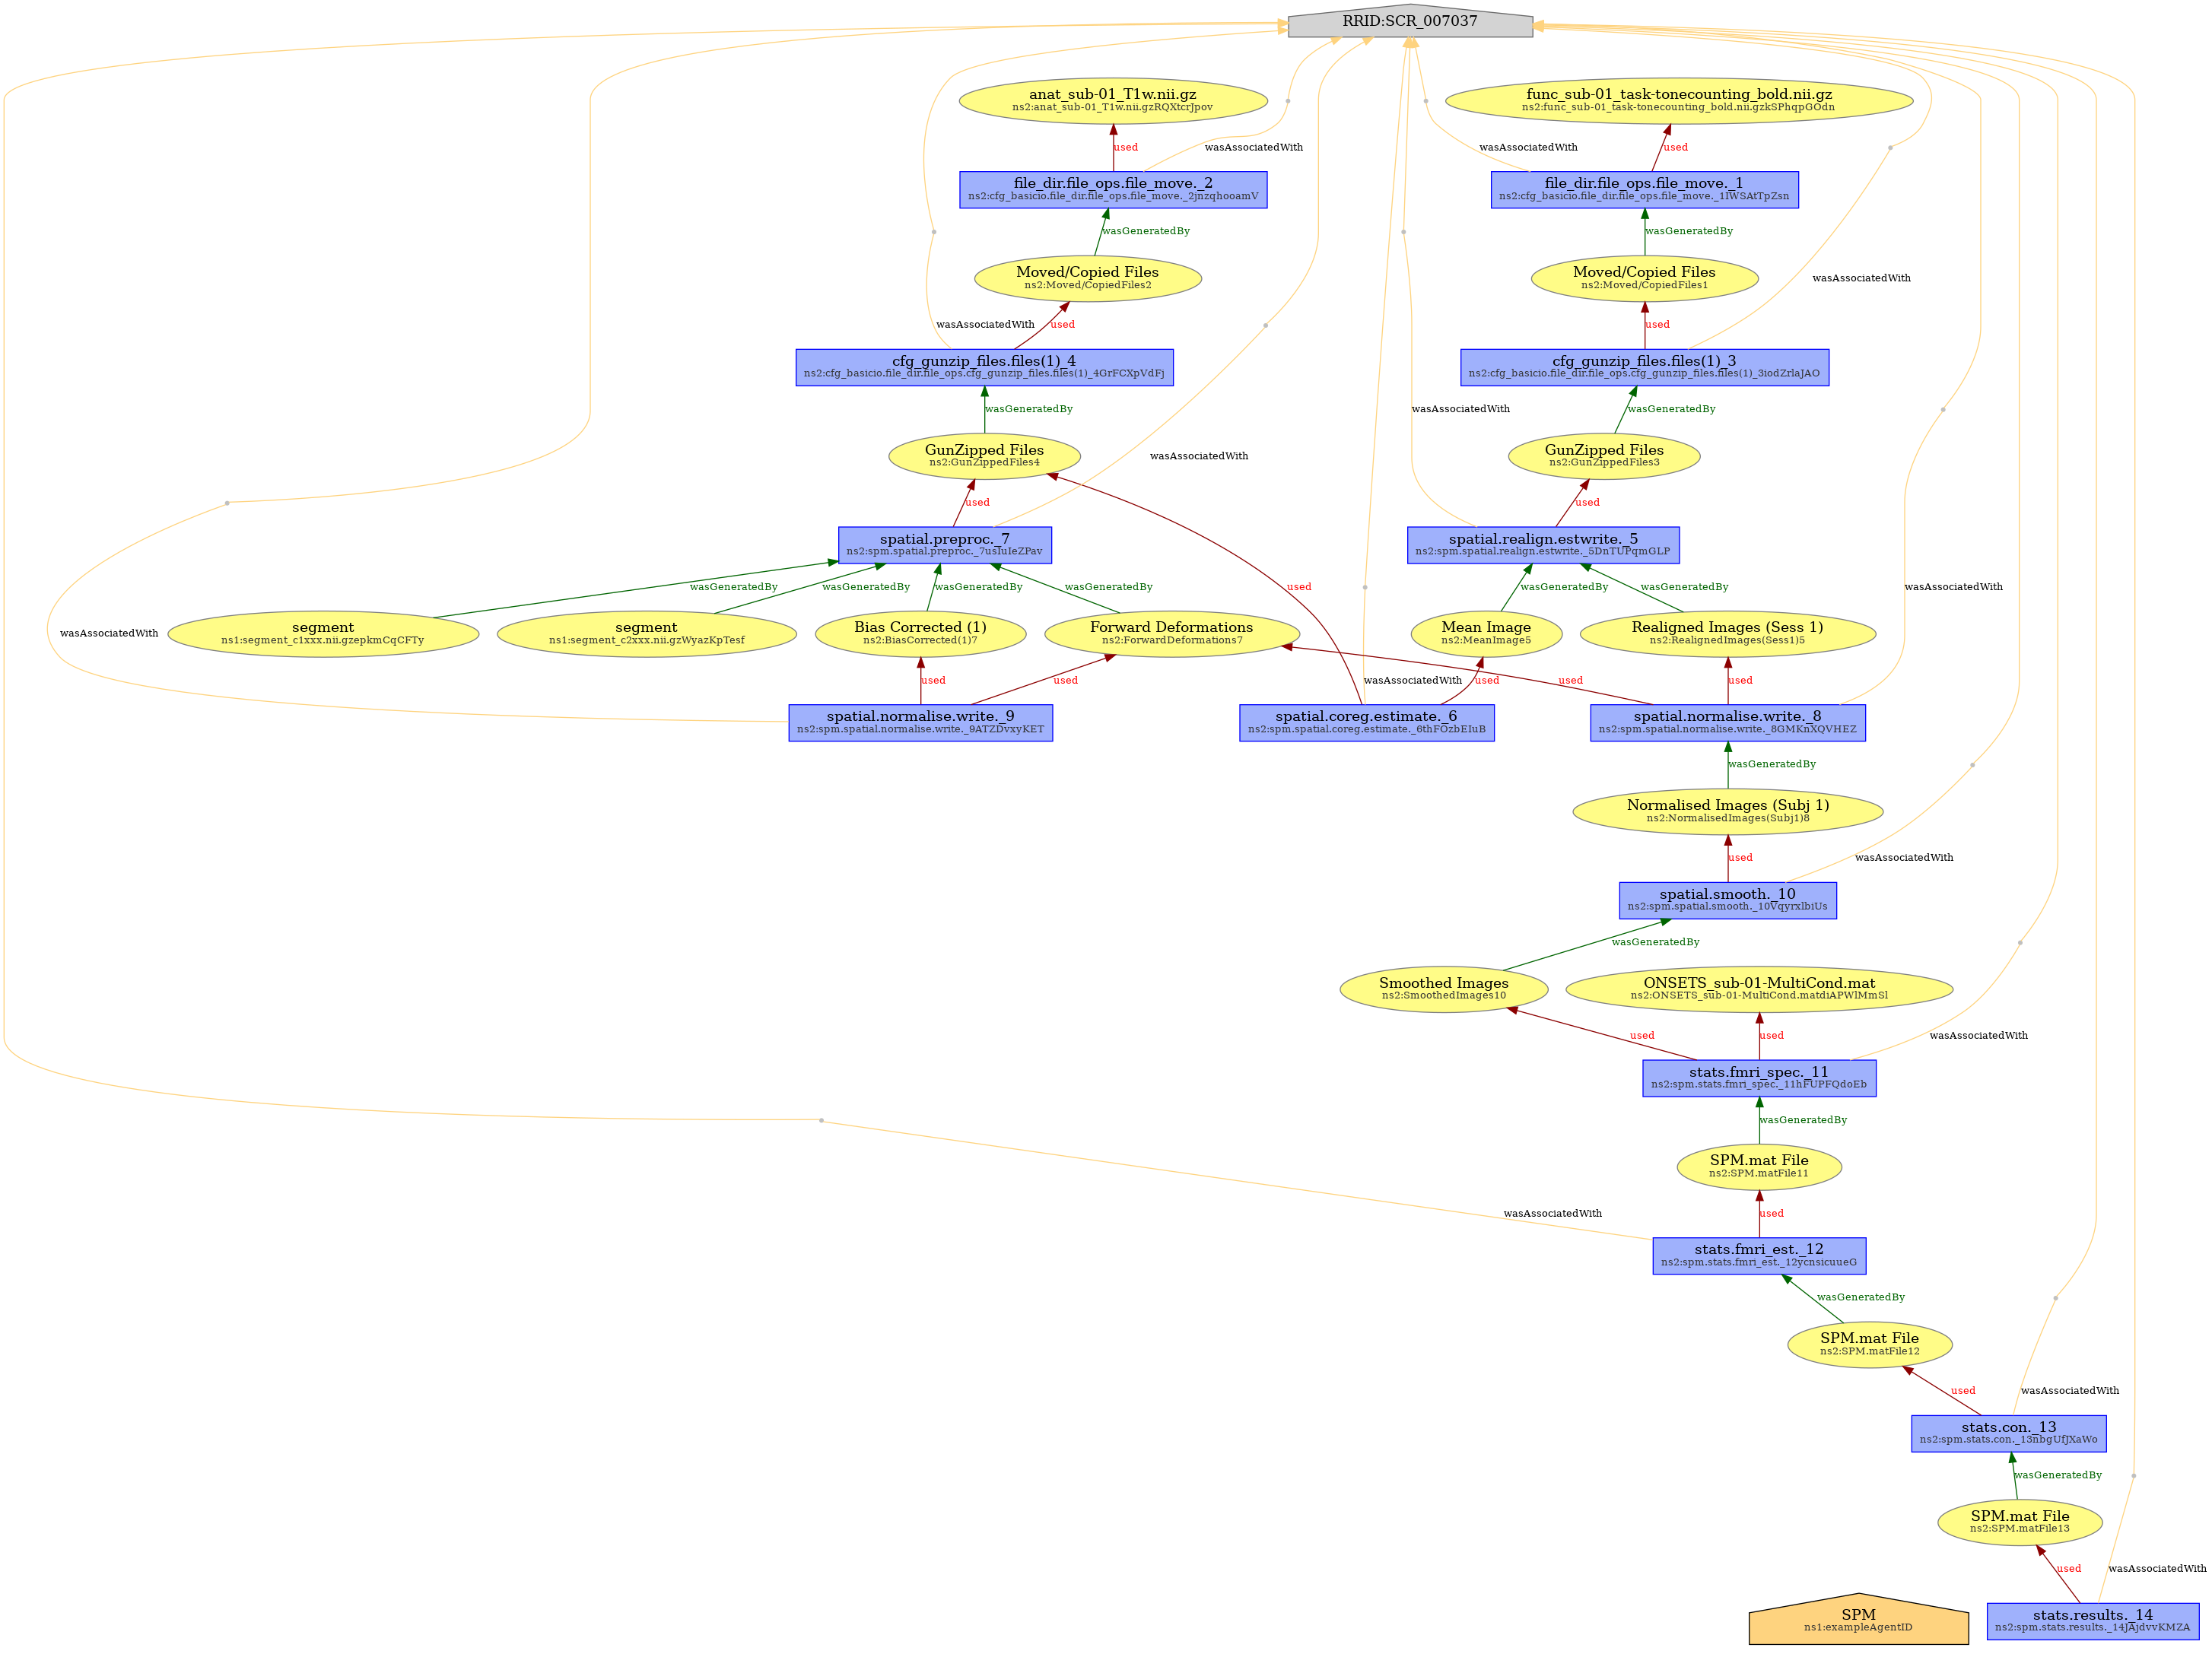 RRID:SCR_007037
anat_sub-01_T1w.nii.gz
ns2:anat_sub-01_T1w.nii.gzRQXtcrJpov
func_sub-01_task-tonecounting_bold.nii.gz
ns2:func_sub-01_task-tonecounting_bold.nii.gzkSPhqpGOdn
used
wasAssociatedWith
wasAssociatedWith
used
file_dir.file_ops.file_move._2
ns2:cfg_basicio.file_dir.file_ops.file_move._2jnzqhooamV
file_dir.file_ops.file_move._1
ns2:cfg_basicio.file_dir.file_ops.file_move._1IWSAtTpZsn
wasGeneratedBy
wasGeneratedBy
Moved/Copied Files
ns2:Moved/CopiedFiles2
Moved/Copied Files
ns2:Moved/CopiedFiles1
wasAssociatedWith
wasAssociatedWith
used
used
cfg_gunzip_files.files(1)_4
ns2:cfg_basicio.file_dir.file_ops.cfg_gunzip_files.files(1)_4GrFCXpVdFj
cfg_gunzip_files.files(1)_3
ns2:cfg_basicio.file_dir.file_ops.cfg_gunzip_files.files(1)_3iodZrlaJAO
wasGeneratedBy
wasAssociatedWith
wasGeneratedBy
GunZipped Files
ns2:GunZippedFiles4
wasAssociatedWith
GunZipped Files
ns2:GunZippedFiles3
used
used
spatial.preproc._7
ns2:spm.spatial.preproc._7usIuIeZPav
spatial.realign.estwrite._5
ns2:spm.spatial.realign.estwrite._5DnTUPqmGLP
wasGeneratedBy
wasGeneratedBy
wasGeneratedBy
wasGeneratedBy
used
wasGeneratedBy
wasGeneratedBy
wasAssociatedWith
wasAssociatedWith
segment
ns1:segment_c1xxx.nii.gzepkmCqCFTy
segment
ns1:segment_c2xxx.nii.gzWyazKpTesf
Bias Corrected (1)
ns2:BiasCorrected(1)7
Forward Deformations
ns2:ForwardDeformations7
Mean Image
ns2:MeanImage5
Realigned Images (Sess 1)
ns2:RealignedImages(Sess1)5
used
used
wasAssociatedWith
used
used
used
spatial.normalise.write._9
ns2:spm.spatial.normalise.write._9ATZDvxyKET
spatial.coreg.estimate._6
ns2:spm.spatial.coreg.estimate._6thFOzbEIuB
spatial.normalise.write._8
ns2:spm.spatial.normalise.write._8GMKnXQVHEZ
wasGeneratedBy
Normalised Images (Subj 1)
ns2:NormalisedImages(Subj1)8
used
wasAssociatedWith
spatial.smooth._10
ns2:spm.spatial.smooth._10VqyrxlbiUs
wasGeneratedBy
Smoothed Images
ns2:SmoothedImages10
ONSETS_sub-01-MultiCond.mat
ns2:ONSETS_sub-01-MultiCond.matdiAPWlMmSl
used
used
wasAssociatedWith
stats.fmri_spec._11
ns2:spm.stats.fmri_spec._11hFUPFQdoEb
wasGeneratedBy
SPM.mat File
ns2:SPM.matFile11
wasAssociatedWith
used
stats.fmri_est._12
ns2:spm.stats.fmri_est._12ycnsicuueG
wasGeneratedBy
SPM.mat File
ns2:SPM.matFile12
used
wasAssociatedWith
stats.con._13
ns2:spm.stats.con._13nbgUfJXaWo
wasGeneratedBy
SPM.mat File
ns2:SPM.matFile13
used
wasAssociatedWith
SPM
ns1:exampleAgentID
stats.results._14
ns2:spm.stats.results._14JAjdvvKMZA